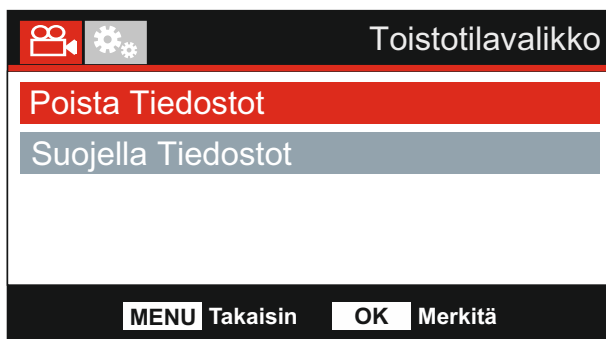 Toistotilavalikko
Poista Tiedostot
Suojella Tiedostot
MENU Takaisin OK Merkitä